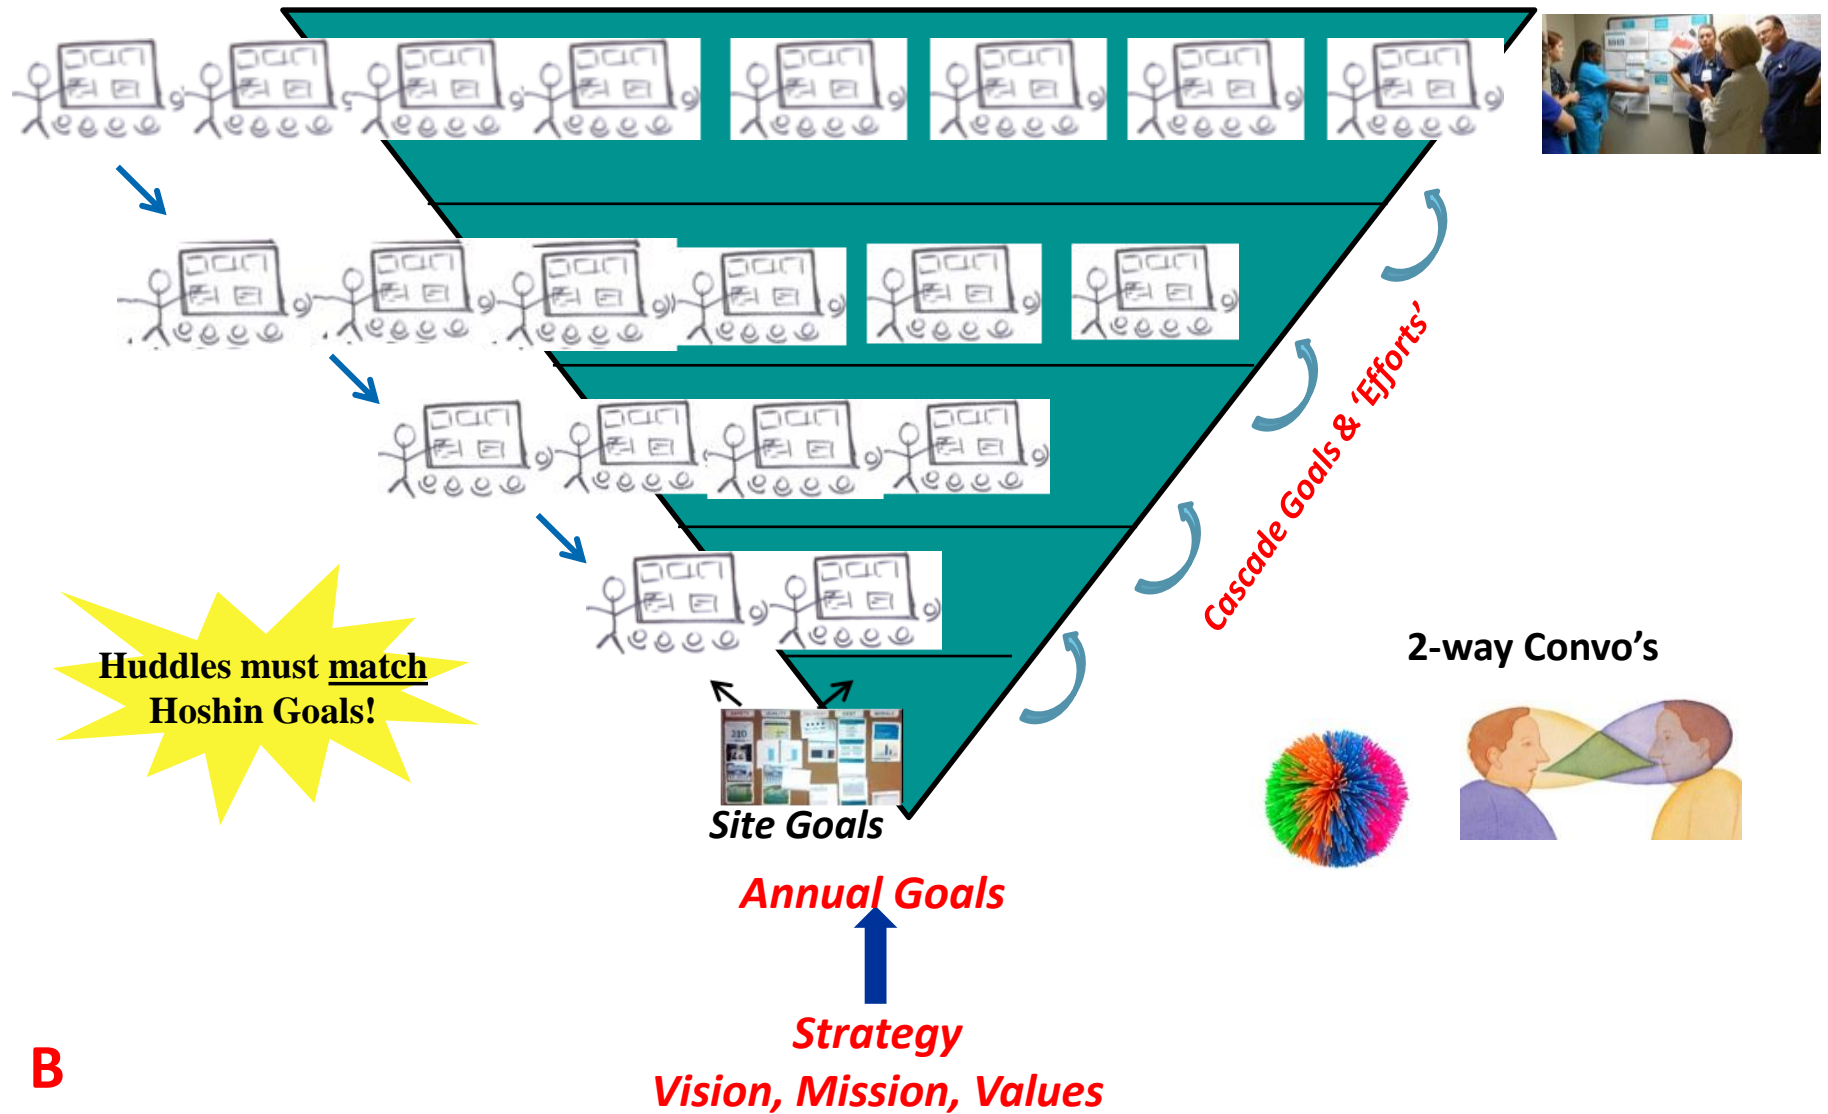 Cascade Goals & ‘Efforts’
Huddles must match
Hoshin Goals!
2-way Convo’s
Site Goals
Annual Goals
Strategy
Vision, Mission, Values
B